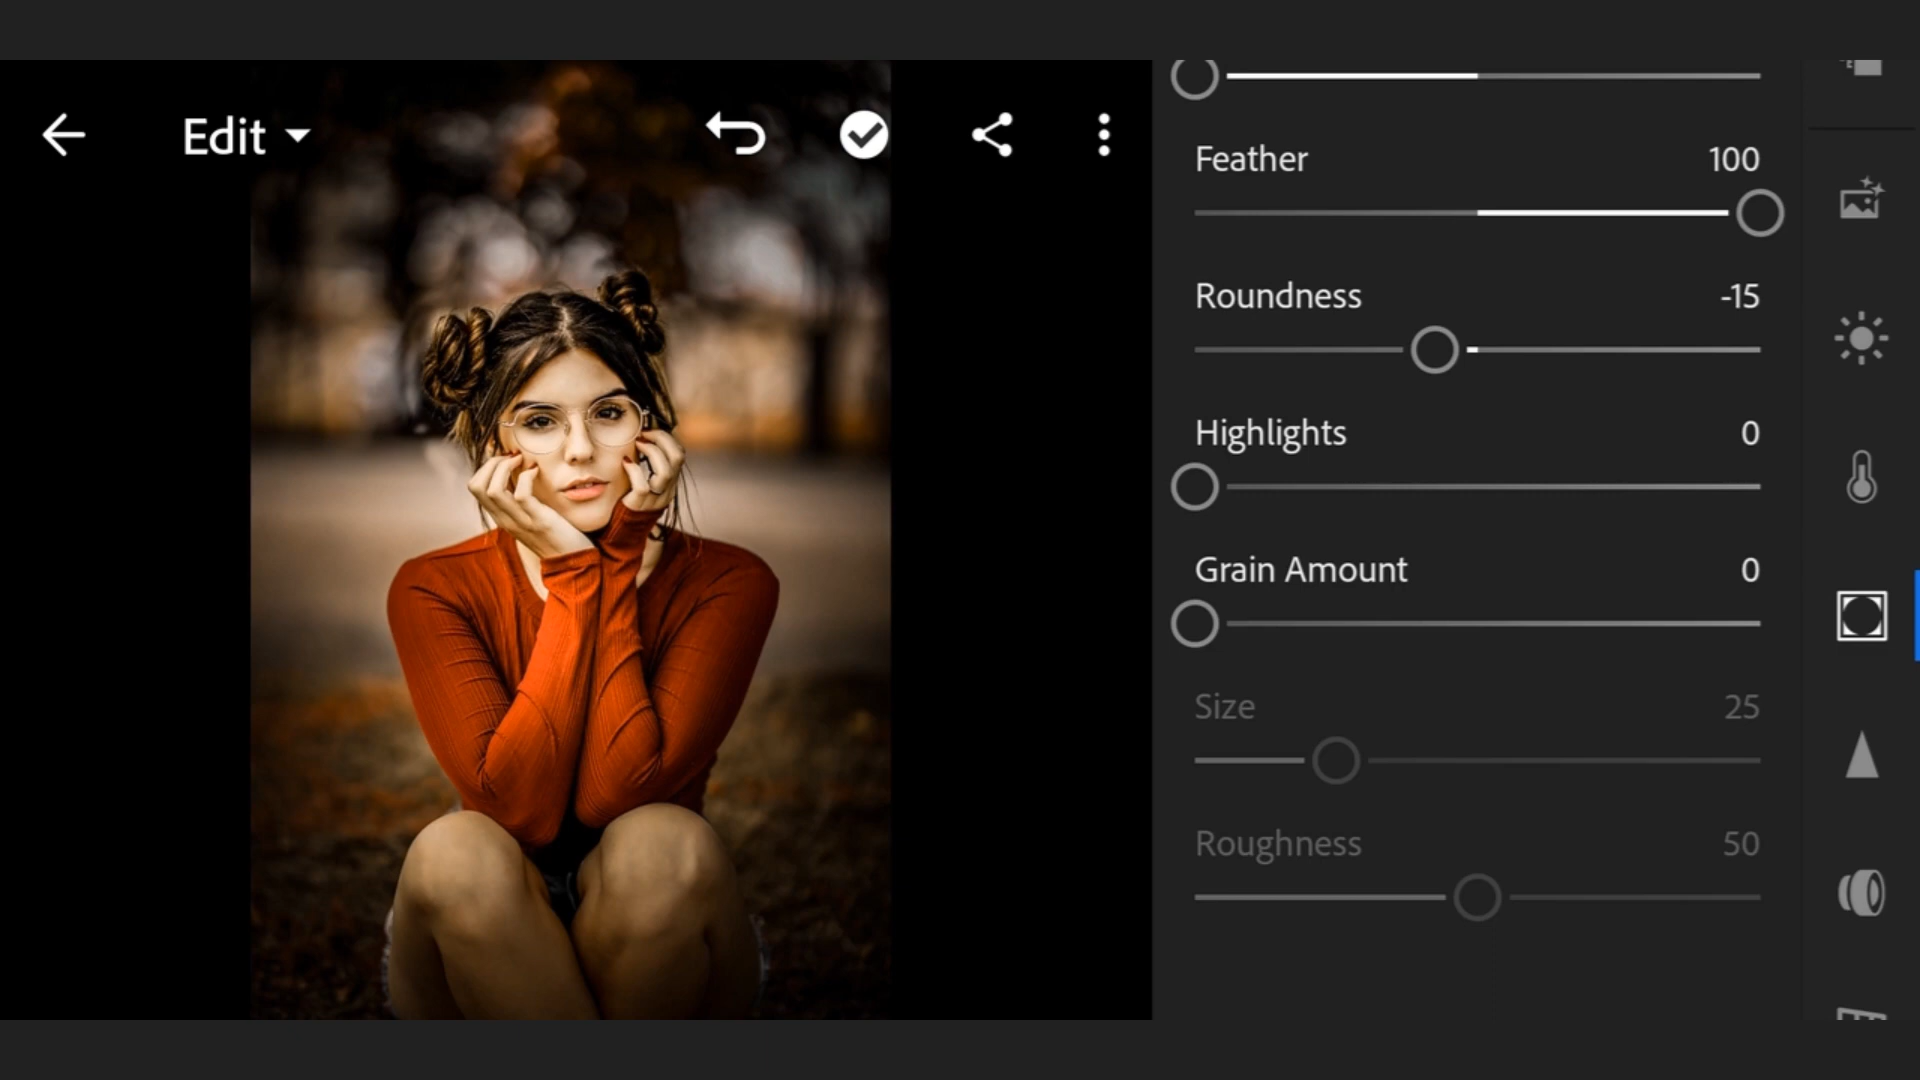 Edit
Feather 100
Roundness -15
Highlights 0
Grain Amount 0
Size 25
Roughness 50